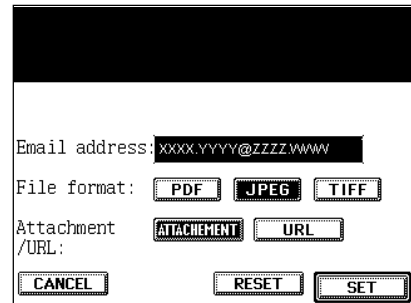 Email address: XXXX.YYYY@ZZZZ.WWW
File format: PDF JPEG TIFF
Attachment ATTACHEMENT URL
/URL:
CANCEL RESET SET